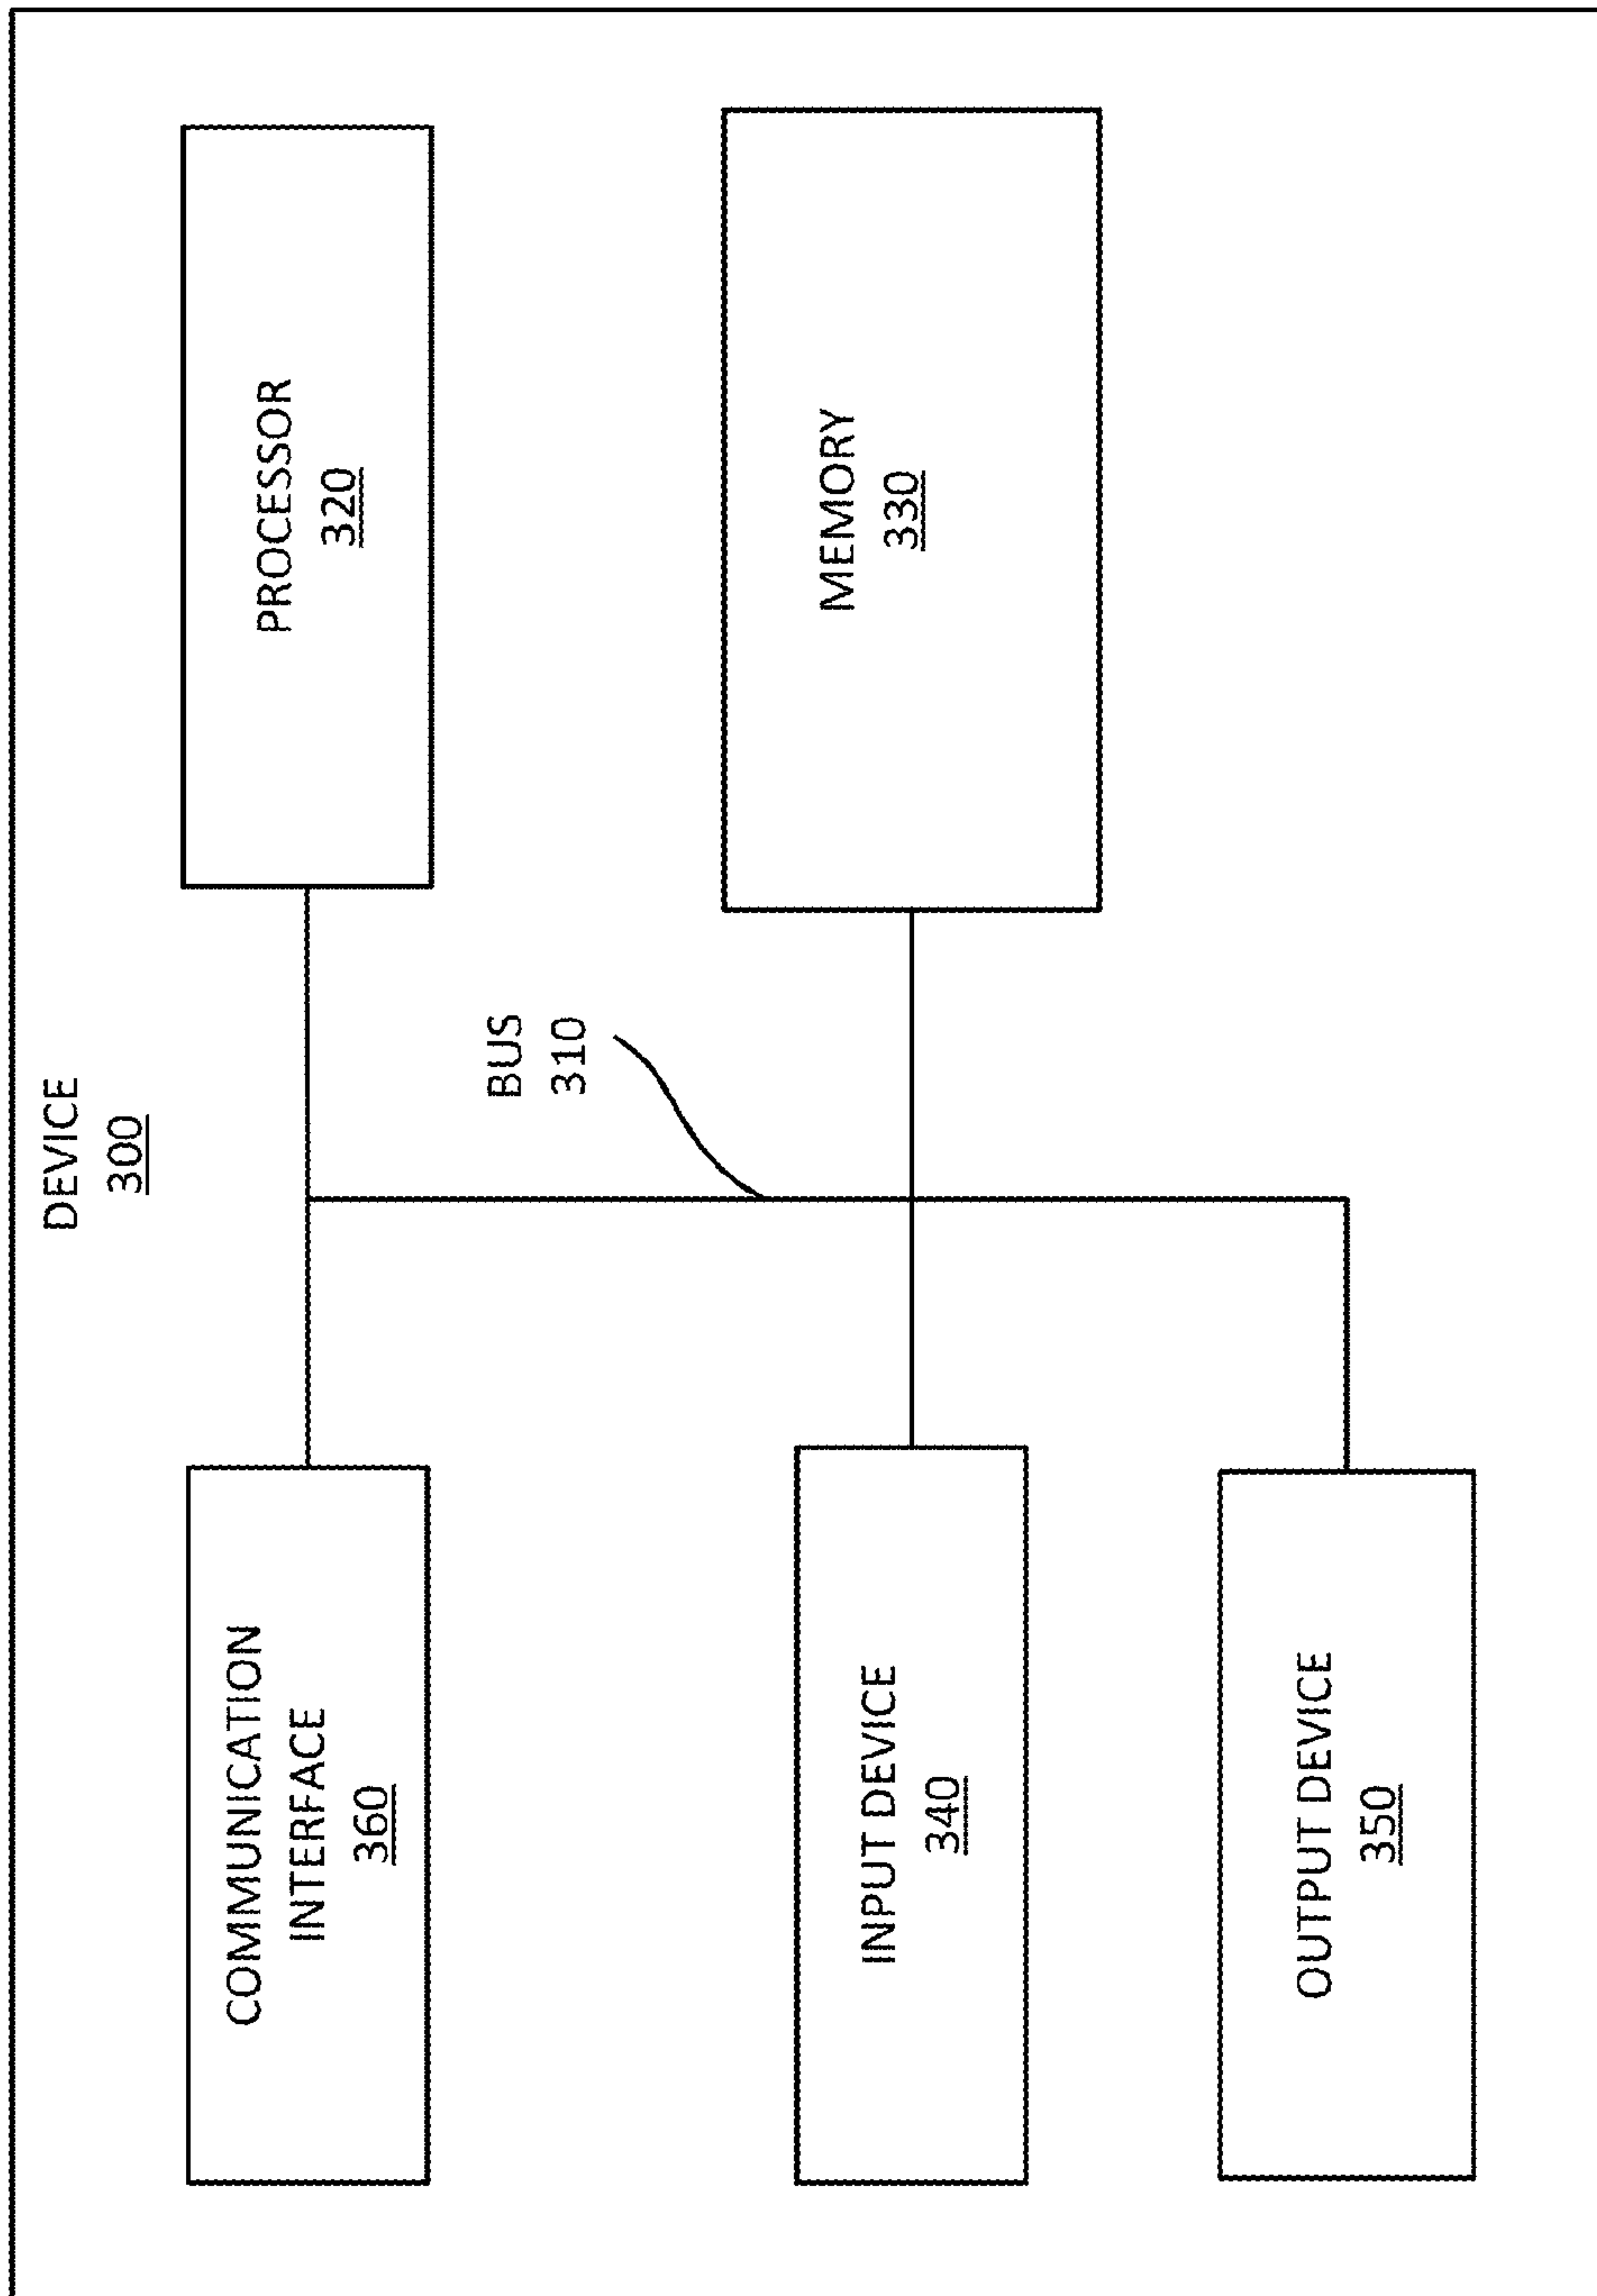 DEVICE
300
COMMUNICATION
INTERFACE
360
PROCESSOR
320
BUS
310
INPUT DEVICE
340
MEMORY
330
OUTPUT DEVICE
350